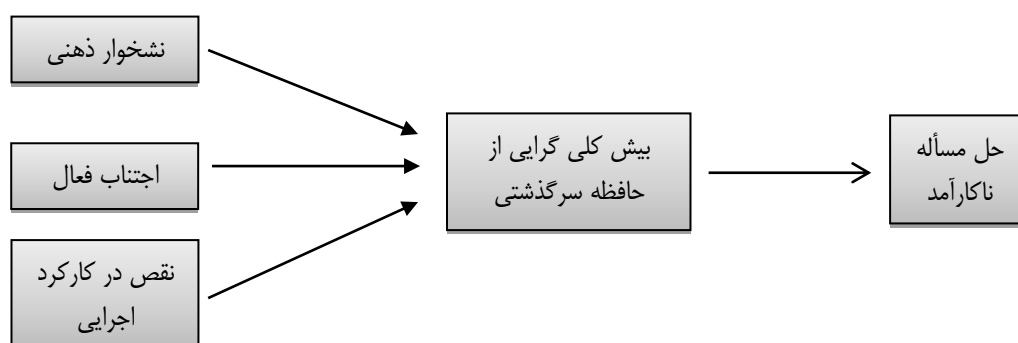 نشخوار ذهنی
اجتناب فعال
نقص در کارکرد
اجرایی
بیش کلی گرایی از
حافظه سرگذشتی
حل مسأله
ناکارآمد